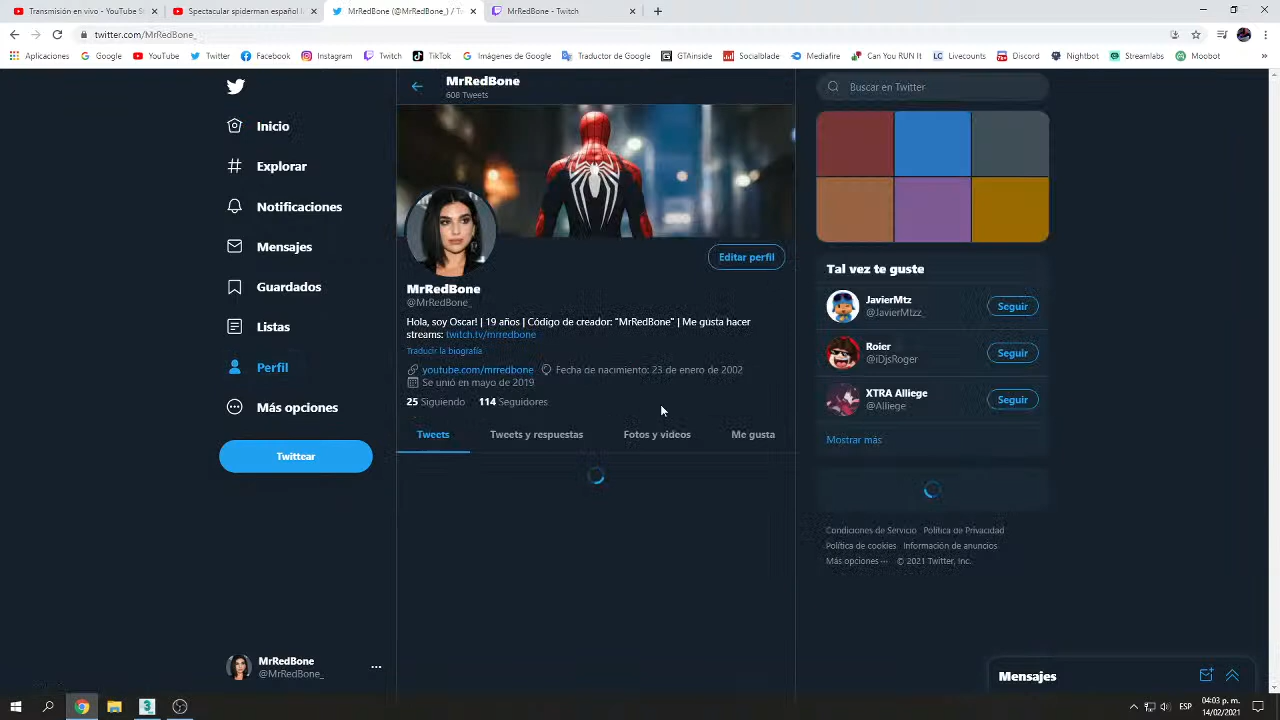 Transmisión en vivo - YouTube S
Spectacular spiderman español l
MrRedBone (@MrRedBone_) / Tw
MrRedBone - Twitch
twitter.com/MrRedBone_
Aplicaciones
Google
YouTube
Twitter
Facebook
Instagram
Twitch
TikTok
Imágenes de Google
Traductor de Google
GTAinside
Socialblade
Mediafire
Can You RUN It
Livecounts
Discord
Nightbot
Streamlabs
Moobot
MrRedBone
608 Tweets
Buscar en Twitter
Inicio
Explorar
Notificaciones
Mensajes
Guardados
Listas
Perfil
Más opciones
Twittear
Editar perfil
MrRedBone
@MrRedBone_
Hola, soy Oscar! | 19 años | Código de creador: "MrRedBone" | Me gusta hacer
streams: twitch.tv/mrredbone
Traducir la biografía
youtube.com/mrredbone Fecha de nacimiento: 23 de enero de 2002
Se unió en mayo de 2019
25 Siguiendo 114 Seguidores
Tweets
Tweets y respuestas
Fotos y videos
Me gusta
Tal vez te guste
JavierMtz
@JavierMtzz_
Seguir
Roier
@iDjsRoger
Seguir
XTRA Alliege
@Alliege
Seguir
Mostrar más
Condiciones de Servicio Política de Privacidad
Política de cookies Información de anuncios
Más opciones ··· © 2021 Twitter, Inc.
MrRedBone
@MrRedBone_
Mensajes
ESP
04:03 p. m.
14/02/2021